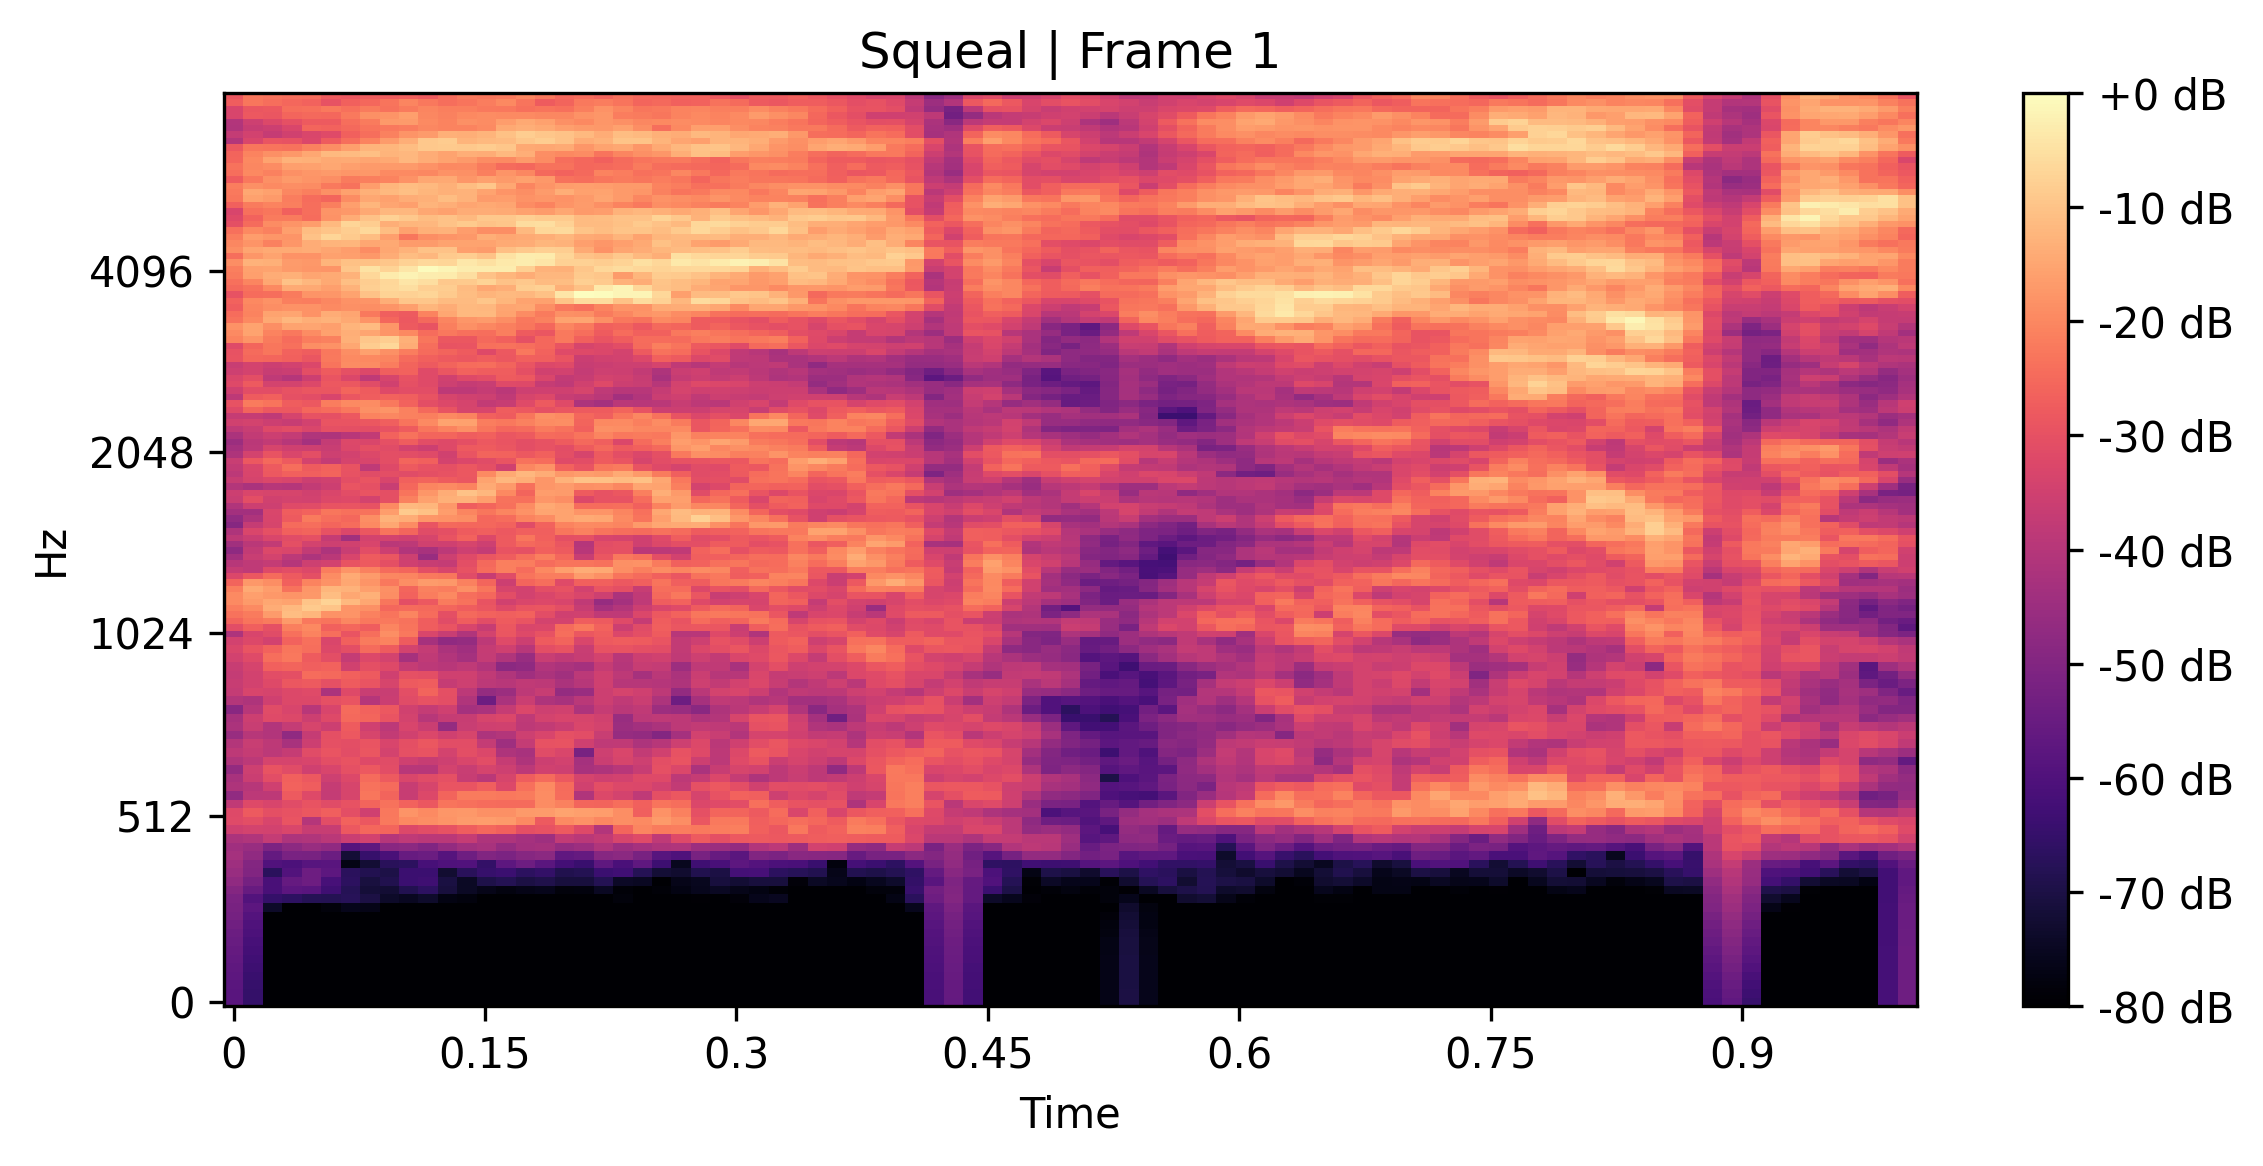 Squeal | Frame 1
+0 dB
-10 dB
-20 dB
-30 dB
-40 dB
-50 dB
-60 dB
-70 dB
-80 dB
Hz
4096
2048
1024
512
0
0 0.15 0.3 0.45 0.6 0.75 0.9
Time